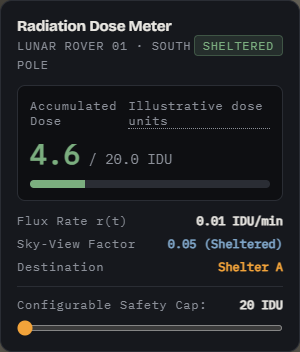 Radiation Dose Meter
LUNAR ROVER 01 · SOUTH POLE
SHELTERED
Accumulated Dose
Illustrative dose units
4.6 / 20.0 IDU
Flux Rate r(t) 0.01 IDU/min
Sky-View Factor 0.05 (Sheltered)
Destination Shelter A
Configurable Safety Cap: 20 IDU